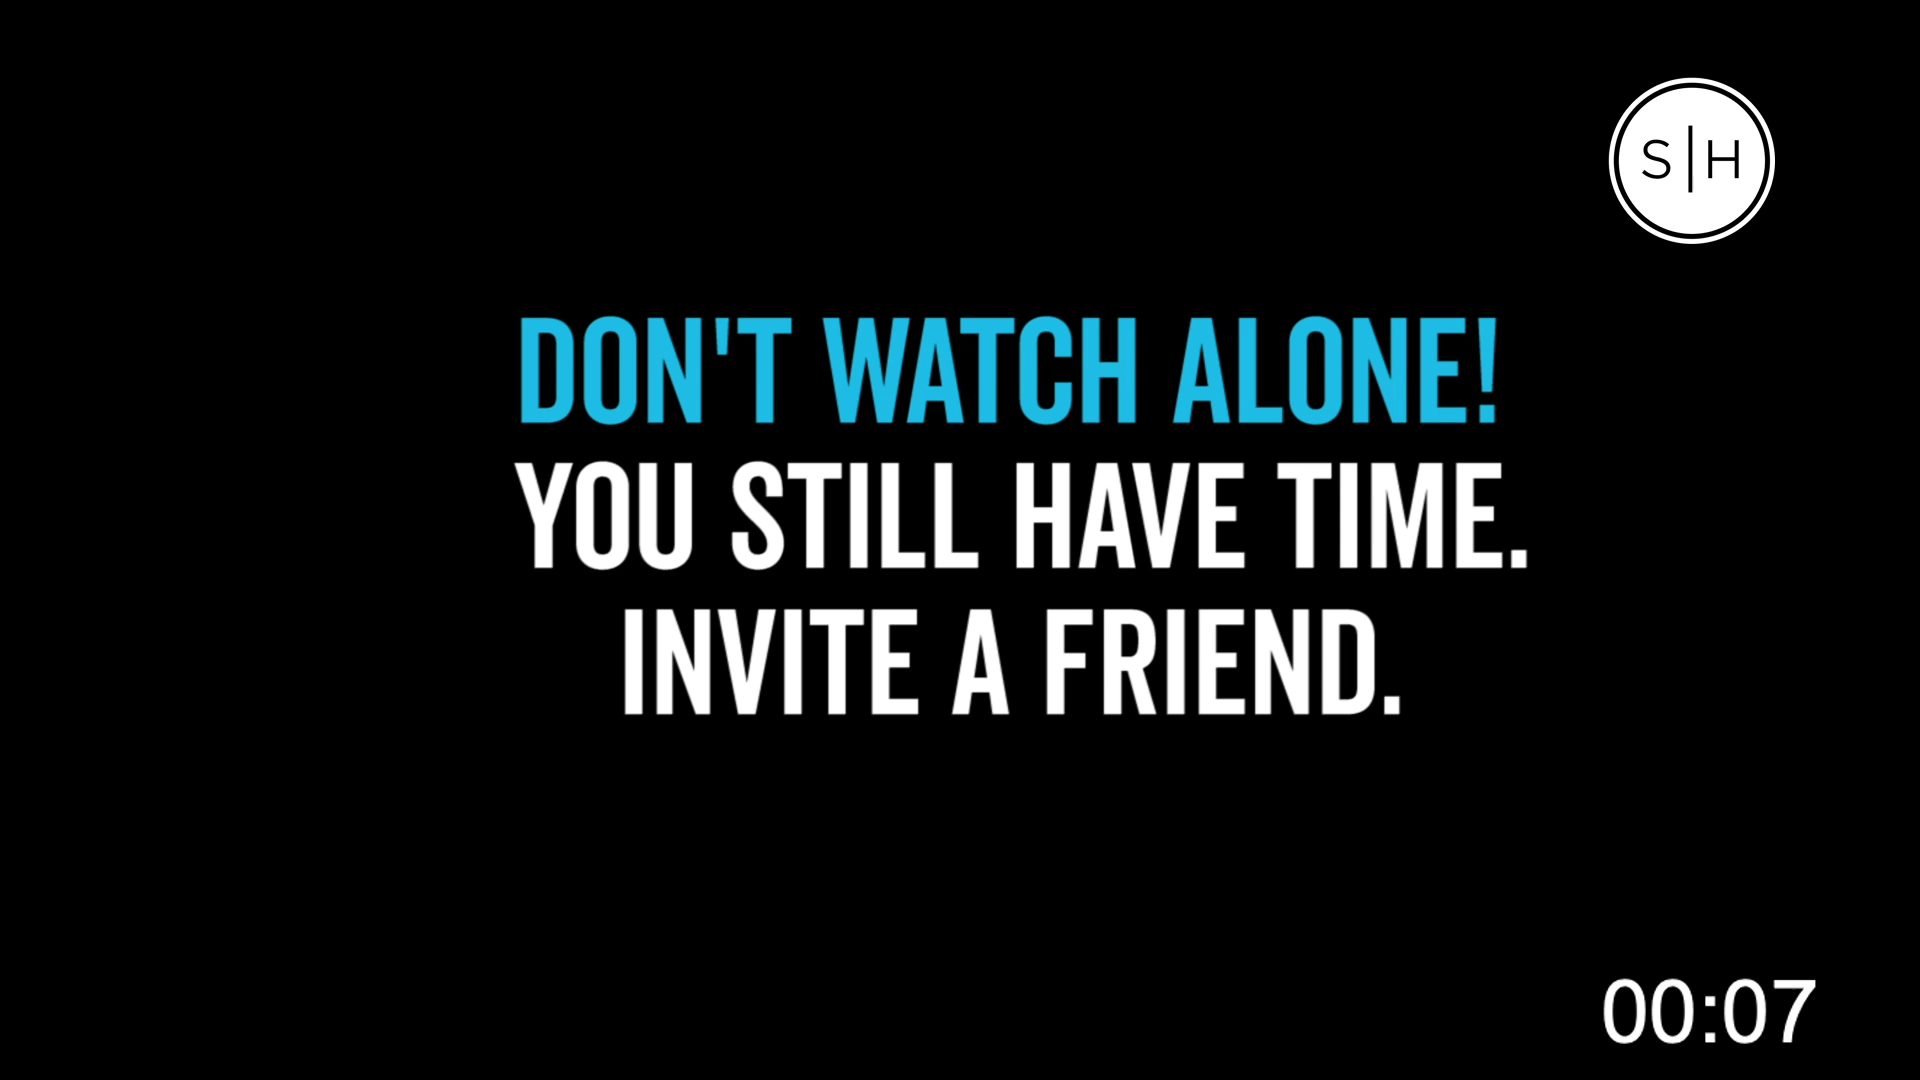 S|H
DON'T WATCH ALONE!
YOU STILL HAVE TIME.
INVITE A FRIEND.
00:07